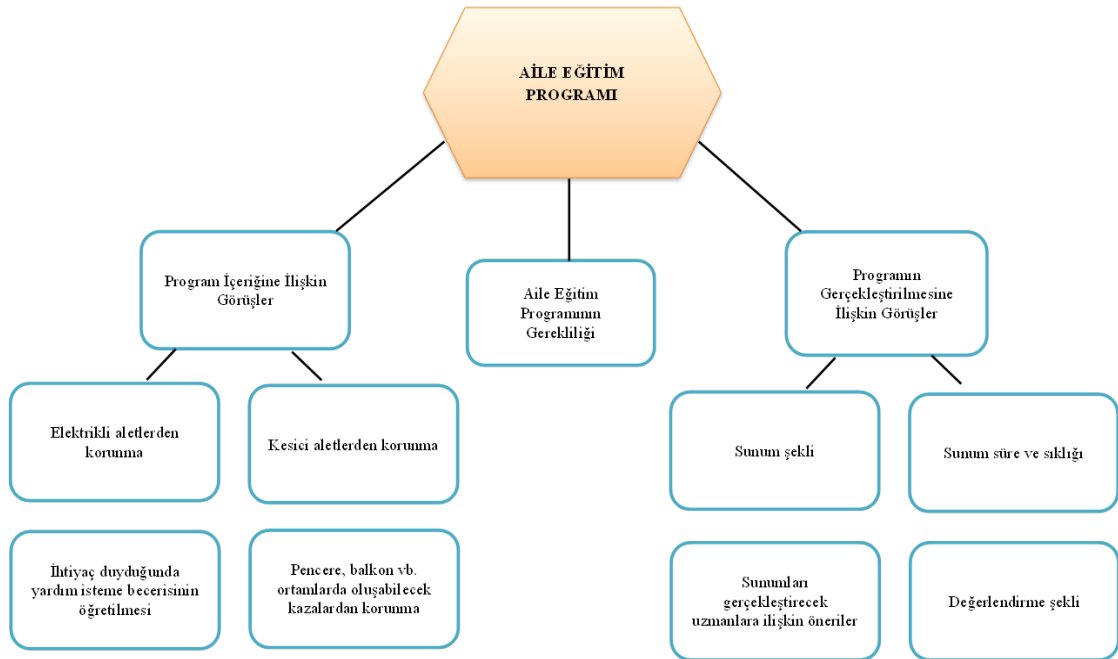 AİLE EĞİTİM
PROGRAMI
Program İçeriğine İlişkin
Görüşler
Aile Eğitim
Programının
Gerekliliği
Programın
Gerçekleştirilmesine
İlişkin Görüşler
Elektrikli aletlerden
korunma
Kesici aletlerden korunma
Sunum şekli
Sunum süre ve sıklığı
İhtiyaç duyduğunda
yardım isteme becerisinin
öğretilmesi
Pencere, balkon vb.
ortamlarda oluşabilecek
kazalardan korunma
Sunumları
gerçekleştirecek
uzmanlara ilişkin öneriler
Değerlendirme şekli